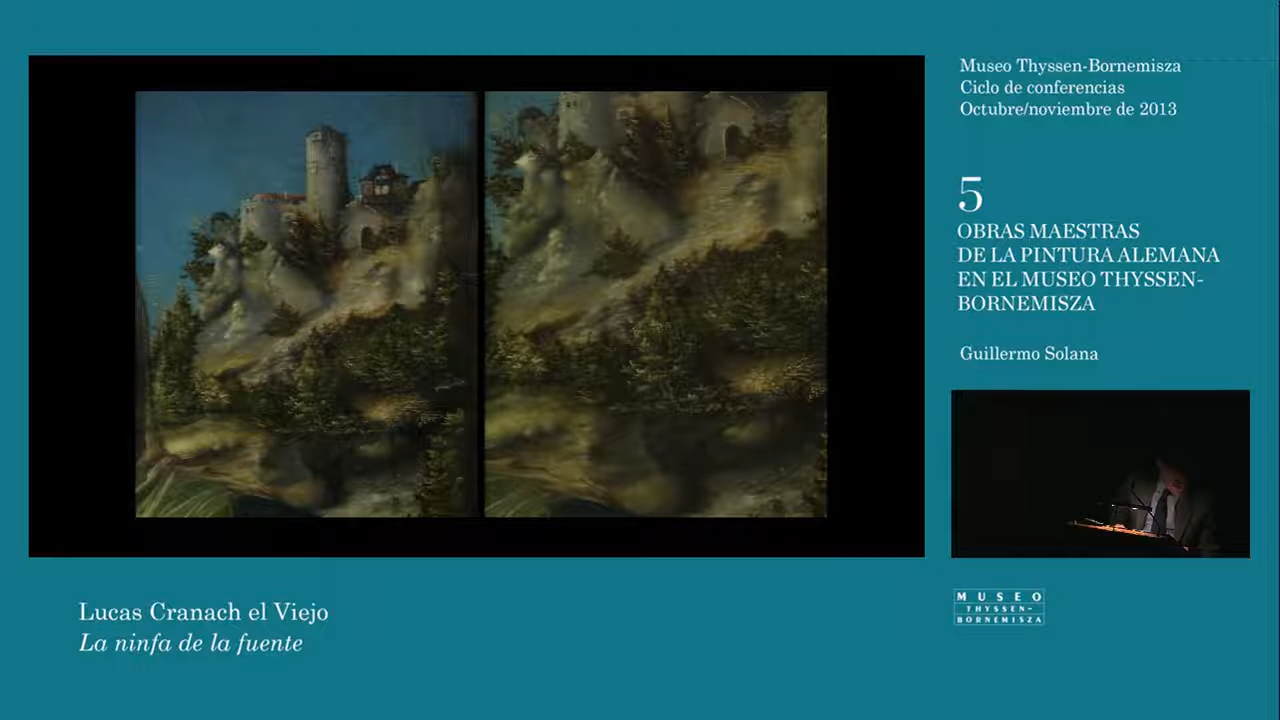 Museo Thyssen-Bornemisza
Ciclo de conferencias
Octubre/noviembre de 2013
5
OBRAS MAESTRAS
DE LA PINTURA ALEMANA
EN EL MUSEO THYSSEN-
BORNEMISZA
Guillermo Solana
Lucas Cranach el Viejo
La ninfa de la fuente
MUSEO
THYSSEN-
BORNEMISZA